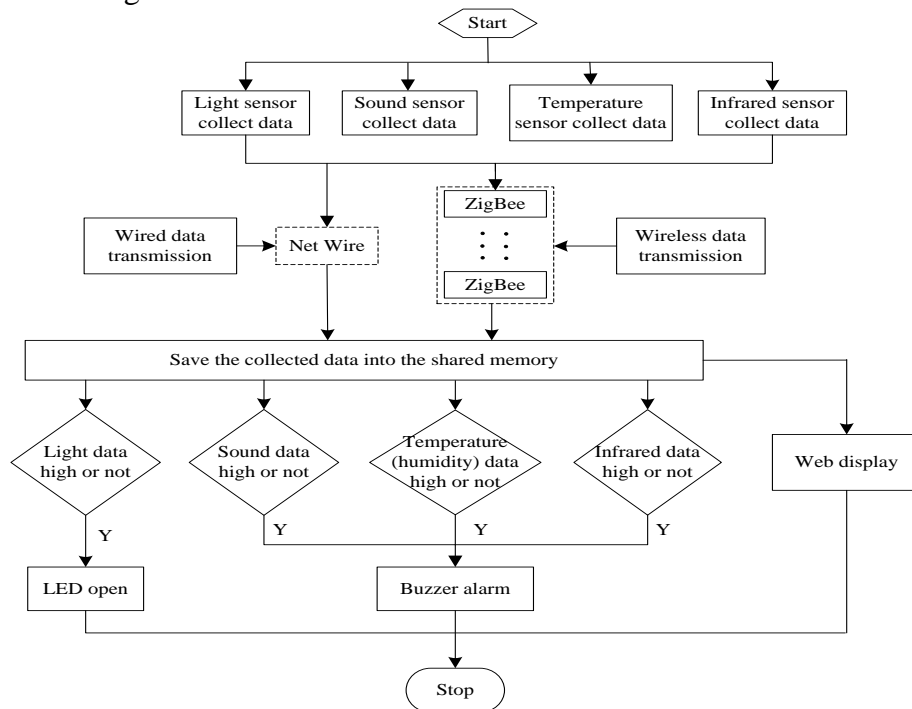 Start
Light sensor
collect data
Sound sensor
collect data
Temperature
sensor collect data
Infrared sensor
collect data
ZigBee
Wired data
transmission
Net Wire
Wireless data
transmission
ZigBee
Save the collected data into the shared memory
Light data
high or not
Sound data
high or not
Temperature
(humidity) data
high or not
Infrared data
high or not
Web display
Y
Y
Y
Y
LED open
Buzzer alarm
Stop